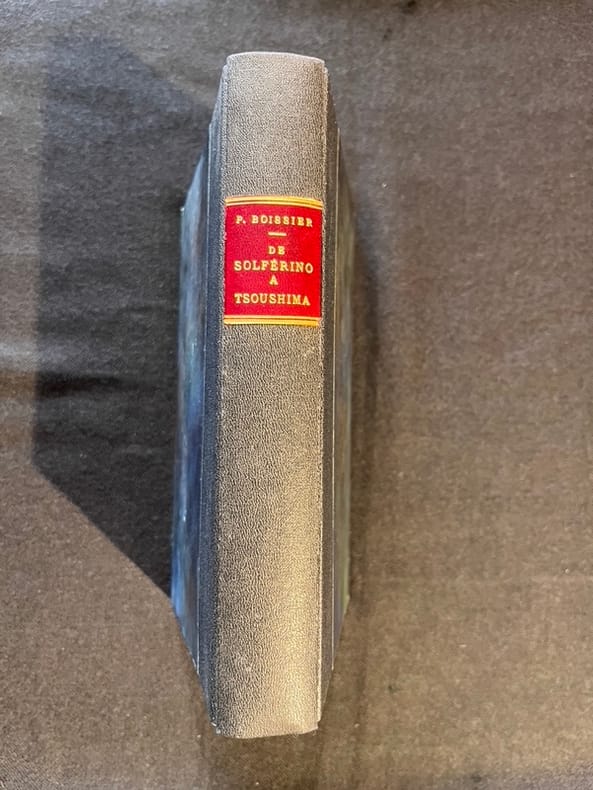 P. BOISSIER
DE
SOLFÉRINO
A
TSOUSHIMA